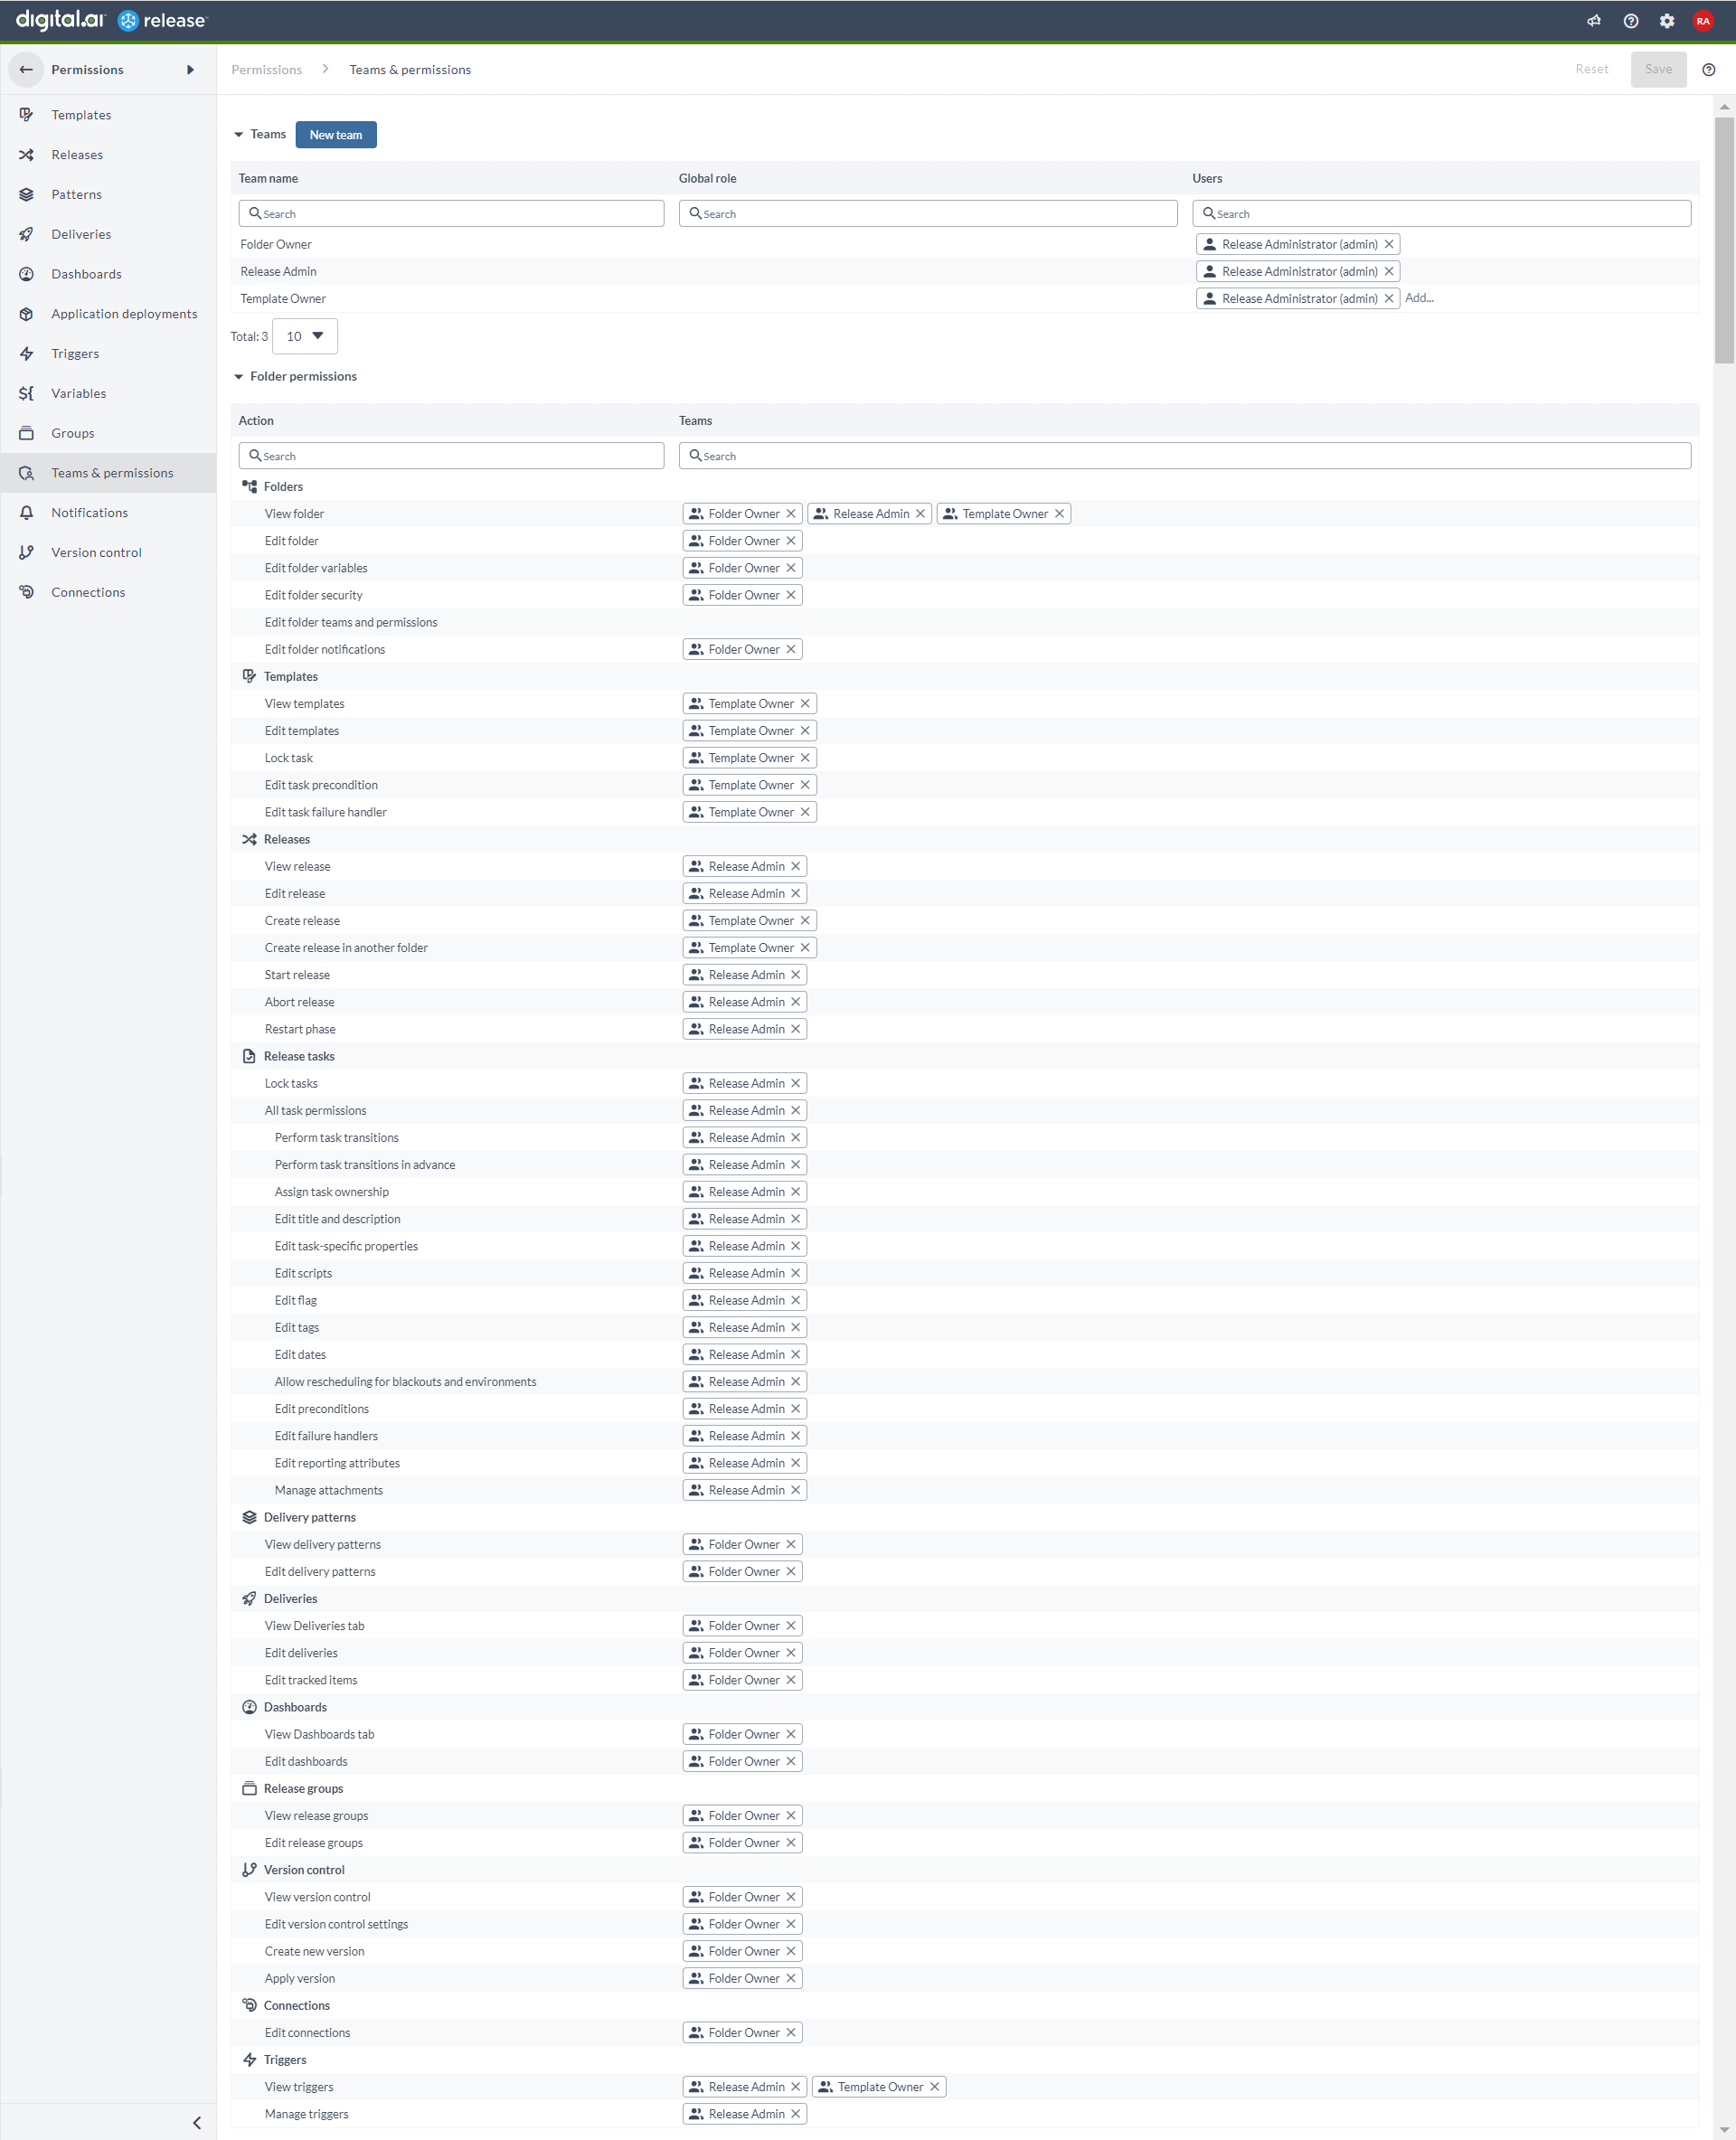 digital.ai release
RA
Permissions
Permissions > Teams & permissions
Reset
Save
Templates
Releases
Patterns
Deliveries
Dashboards
Application deployments
Triggers
Variables
Groups
Teams & permissions
Notifications
Version control
Connections
Teams
New team
Team name Global role Users
Search Search Search
Folder Owner Release Administrator (admin)
Release Admin Release Administrator (admin)
Template Owner Release Administrator (admin) Add...
Total: 3 10
Folder permissions
Action Teams
Search Search
Folders
View folder Folder Owner Release Admin Template Owner
Edit folder Folder Owner
Edit folder variables Folder Owner
Edit folder security Folder Owner
Edit folder teams and permissions
Edit folder notifications Folder Owner
Templates
View templates Template Owner
Edit templates Template Owner
Lock task Template Owner
Edit task precondition Template Owner
Edit task failure handler Template Owner
Releases
View release Release Admin
Edit release Release Admin
Create release Template Owner
Create release in another folder Template Owner
Start release Release Admin
Abort release Release Admin
Restart phase Release Admin
Release tasks
Lock tasks Release Admin
All task permissions Release Admin
Perform task transitions Release Admin
Perform task transitions in advance Release Admin
Assign task ownership Release Admin
Edit title and description Release Admin
Edit task-specific properties Release Admin
Edit scripts Release Admin
Edit flag Release Admin
Edit tags Release Admin
Edit dates Release Admin
Allow rescheduling for blackouts and environments Release Admin
Edit preconditions Release Admin
Edit failure handlers Release Admin
Edit reporting attributes Release Admin
Manage attachments Release Admin
Delivery patterns
View delivery patterns Folder Owner
Edit delivery patterns Folder Owner
Deliveries
View Deliveries tab Folder Owner
Edit deliveries Folder Owner
Edit tracked items Folder Owner
Dashboards
View Dashboards tab Folder Owner
Edit dashboards Folder Owner
Release groups
View release groups Folder Owner
Edit release groups Folder Owner
Version control
View version control Folder Owner
Edit version control settings Folder Owner
Create new version Folder Owner
Apply version Folder Owner
Connections
Edit connections Folder Owner
Triggers
View triggers Release Admin Template Owner
Manage triggers Release Admin